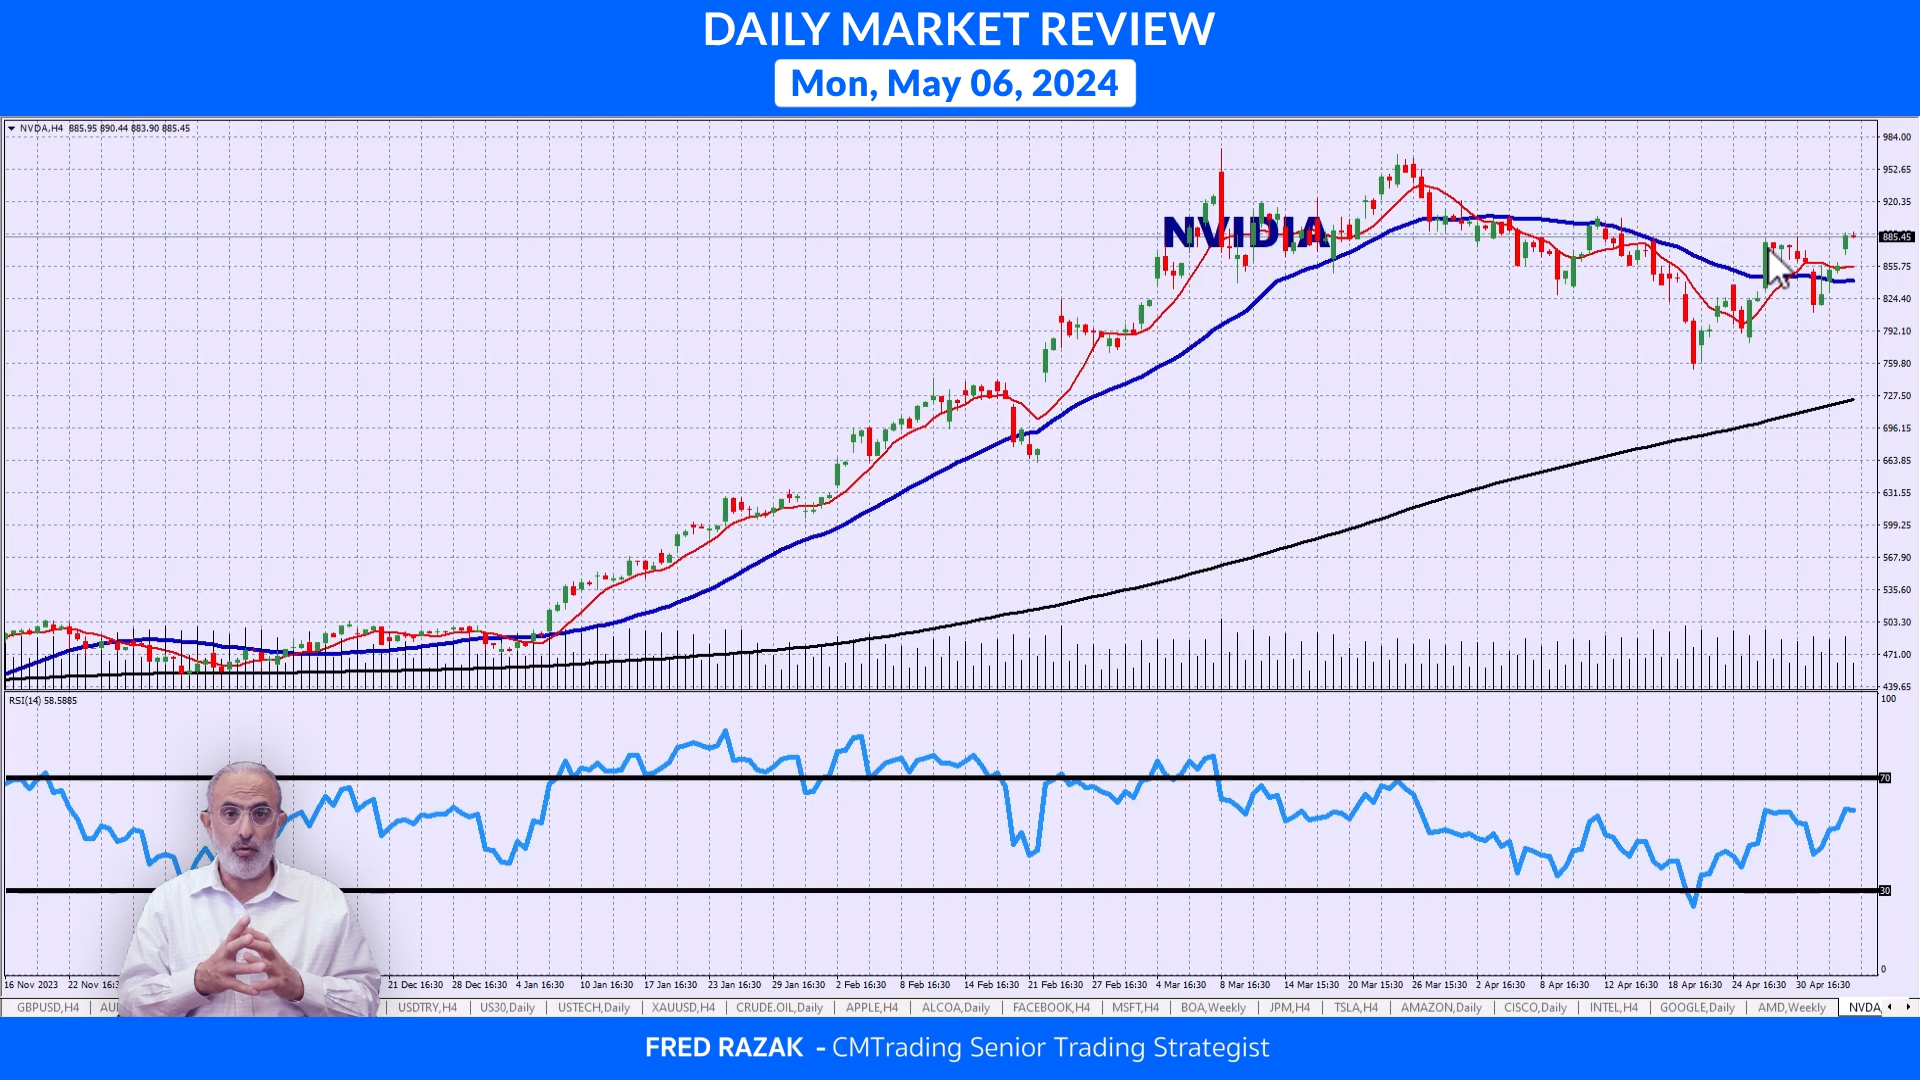 DAILY MARKET REVIEW
Mon, May 06, 2024
NVDA,H4 885.95 890.44 883.90 885.45
NVIDIA
984.00
952.65
920.35
885.45
855.75
824.40
792.10
759.80
727.50
696.15
663.85
631.55
599.25
567.90
535.60
503.30
471.00
439.65
RSI(14) 58.5885
100
70
30
0
16 Nov 2023 22 Nov 16:3 21 Dec 16:30 28 Dec 16:30 4 Jan 16:30 10 Jan 16:30 17 Jan 16:30 23 Jan 16:30 29 Jan 16:30 2 Feb 16:30 8 Feb 16:30 14 Feb 16:30 21 Feb 16:30 27 Feb 16:30 4 Mar 16:30 8 Mar 16:30 14 Mar 15:30 20 Mar 15:30 26 Mar 15:30 2 Apr 16:30 8 Apr 16:30 12 Apr 16:30 18 Apr 16:30 24 Apr 16:30 30 Apr 16:30
GBPUSD,H4 AU USDTRY,H4 US30,Daily USTECH,Daily XAUUSD,H4 CRUDE.OIL,Daily APPLE,H4 ALCOA,Daily FACEBOOK,H4 MSFT,H4 BOA,Weekly JPM,H4 TSLA,H4 AMAZON,Daily CISCO,Daily INTEL,H4 GOOGLE,Daily AMD,Weekly NVDA,
FRED RAZAK - CMTrading Senior Trading Strategist